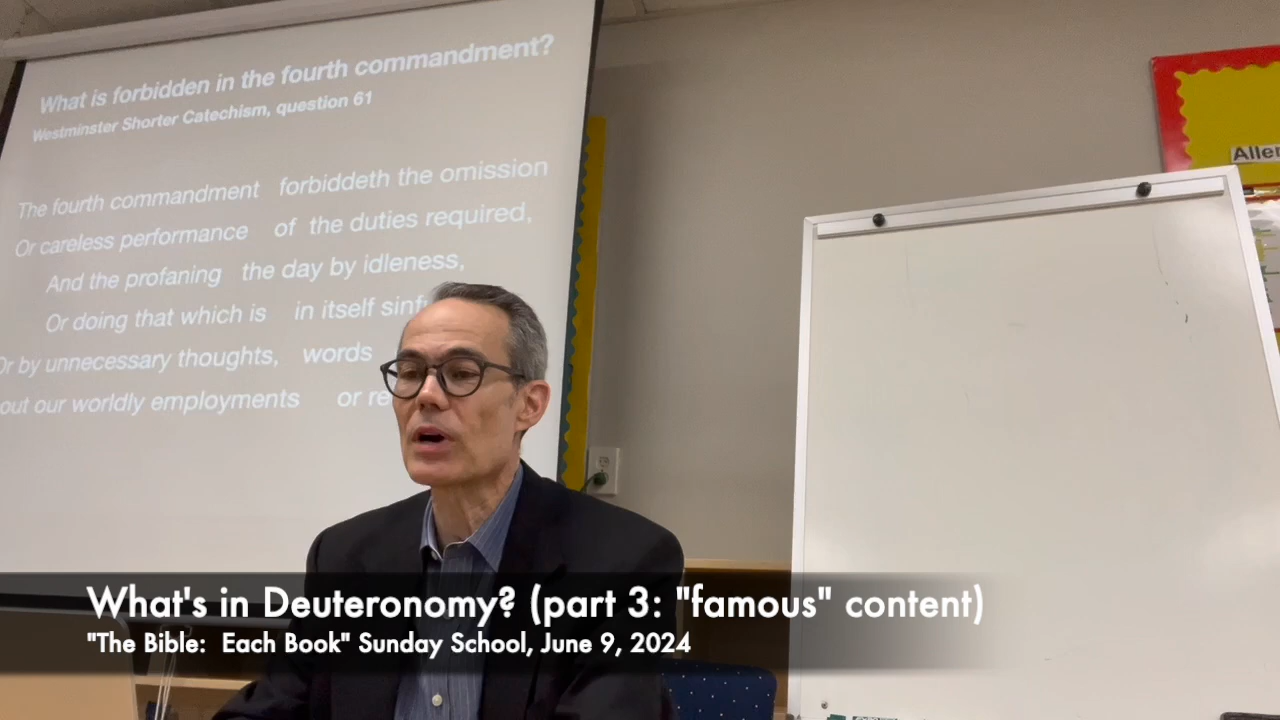 What is forbidden in the fourth commandment?
Westminster Shorter Catechism, question 61
The fourth commandment forbiddeth the omission
Or careless performance of the duties required,
And the profaning the day by idleness,
Or doing that which is in itself sinf
Or by unnecessary thoughts, words
out our worldly employments or re
Aller
What's in Deuteronomy? (part 3: "famous" content)
"The Bible: Each Book" Sunday School, June 9, 2024